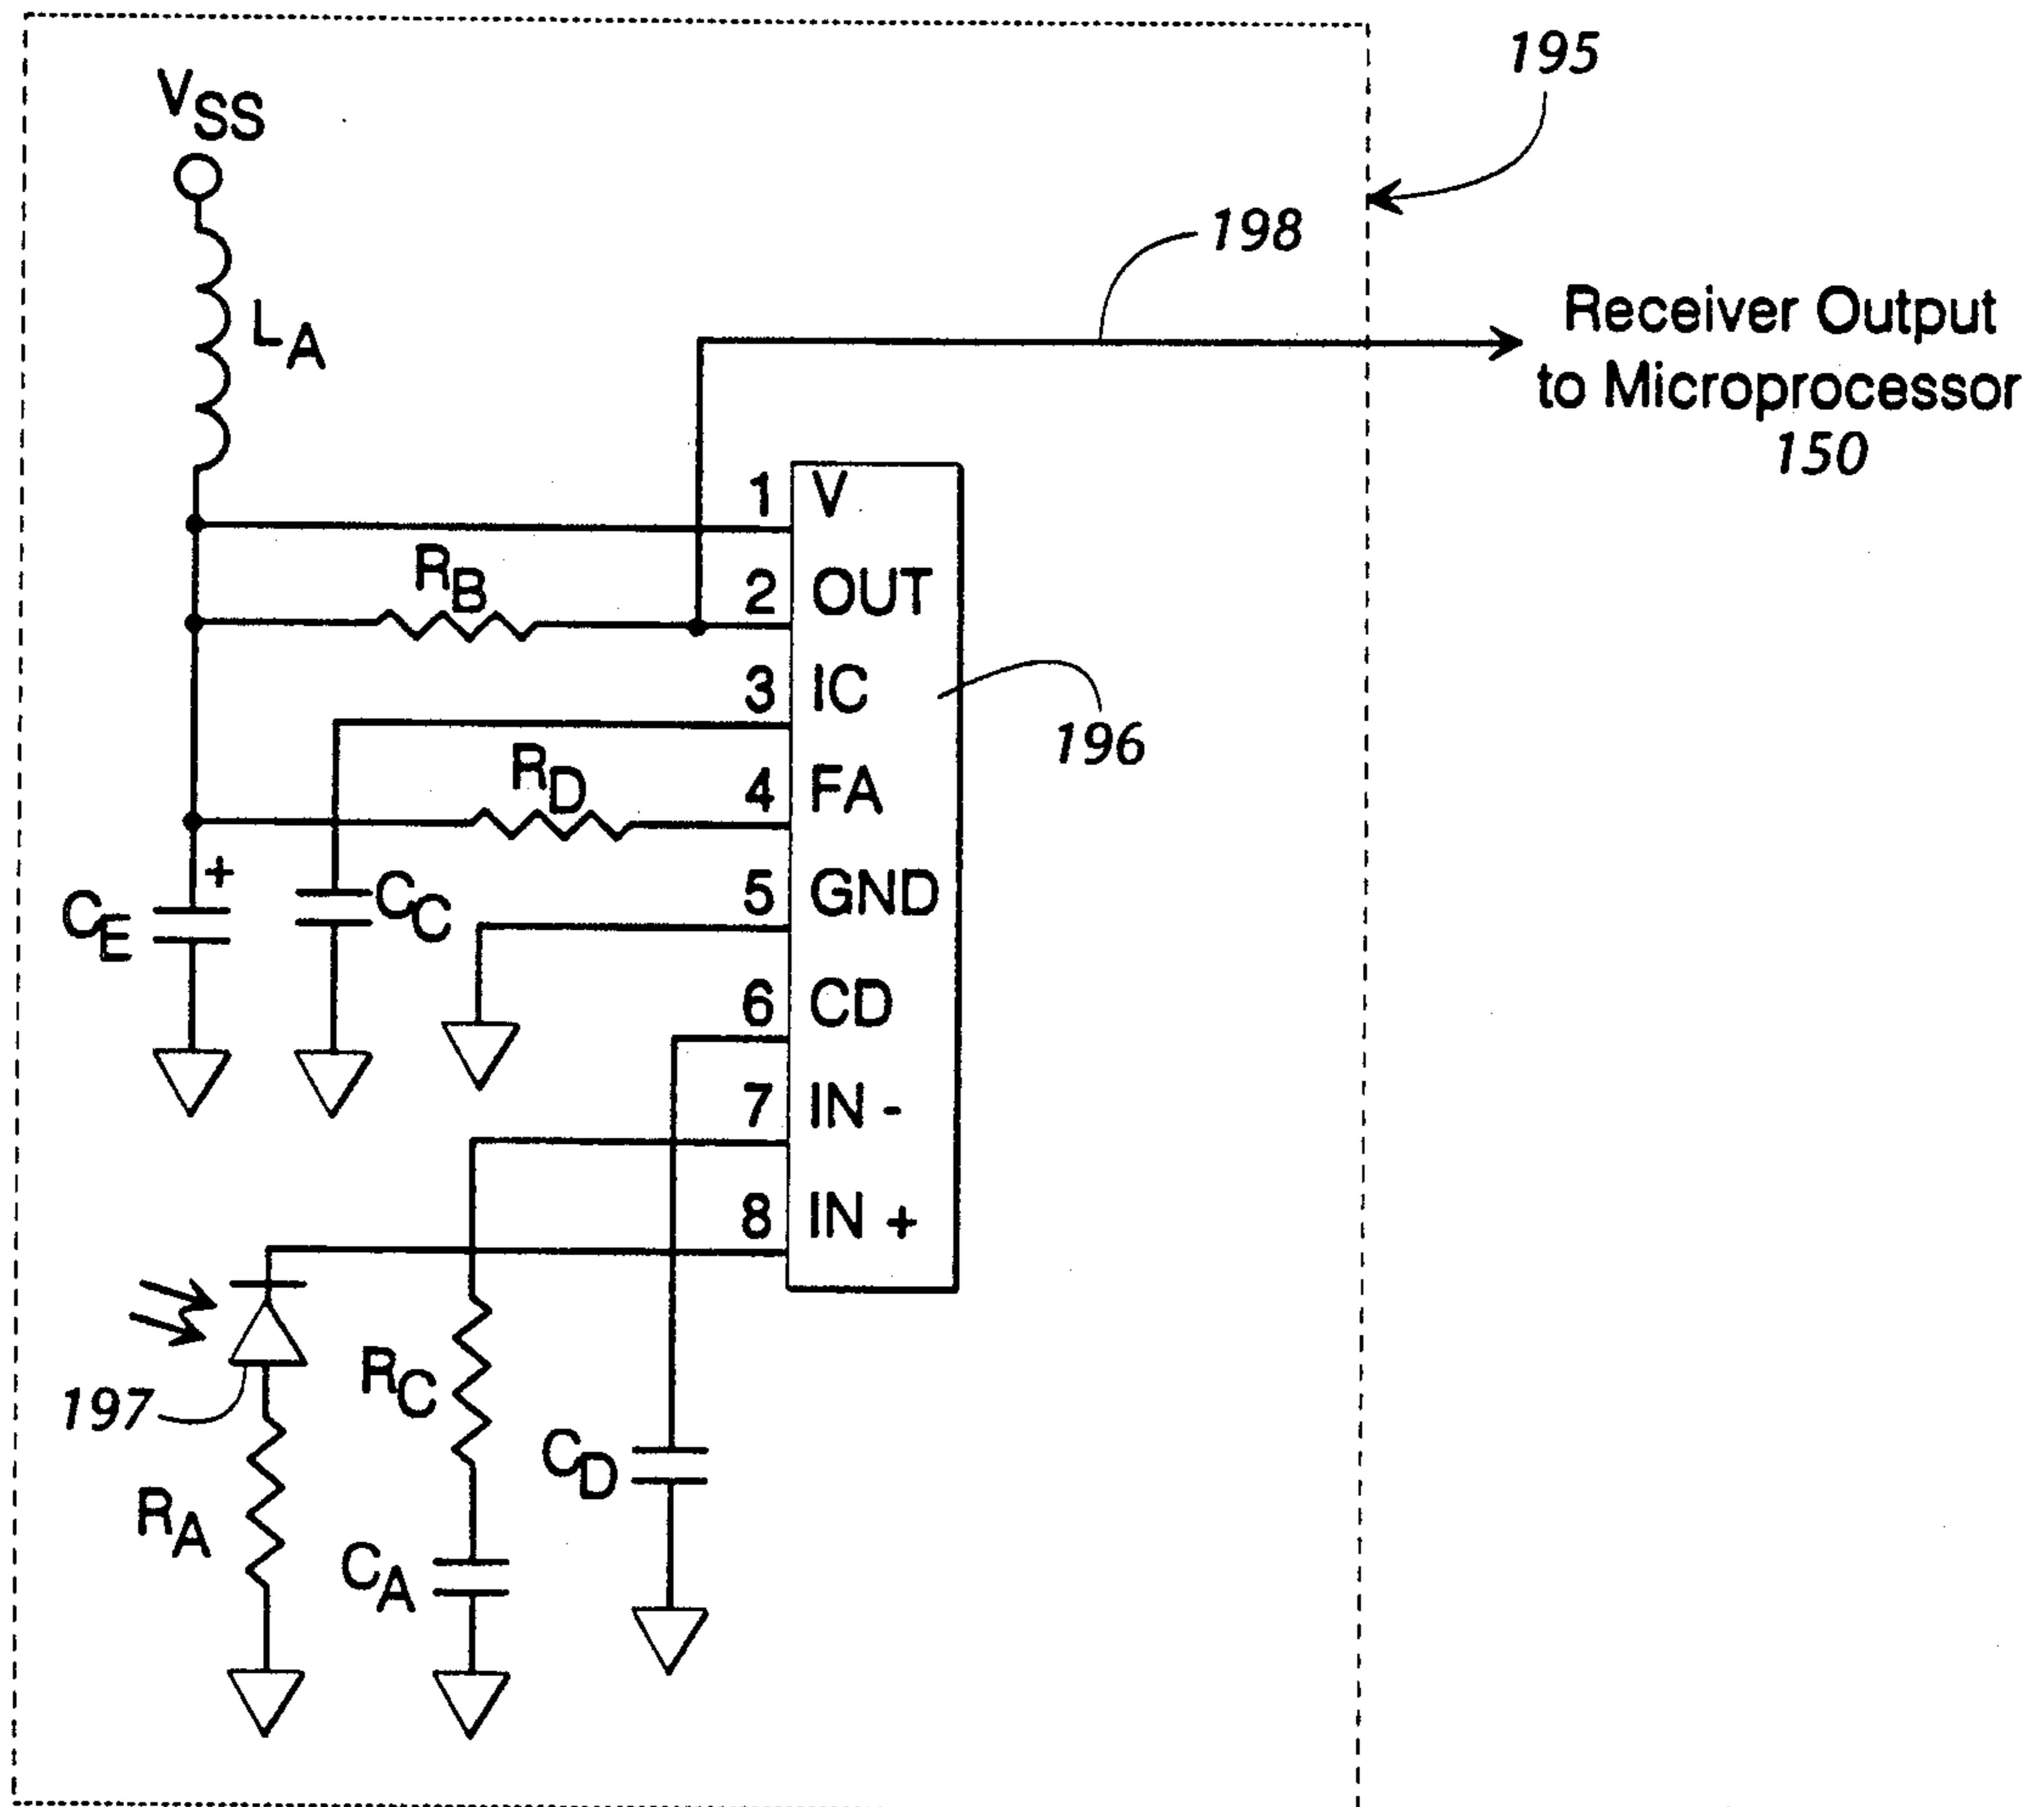 195
VSS
198
LA
Receiver Output
to Microprocessor
150
1 V
RB
2 OUT
3 IC
196
RD
4 FA
+
CE
CC
5 GND
6 CD
7 IN -
8 IN +
197
RC
RA
CD
CA